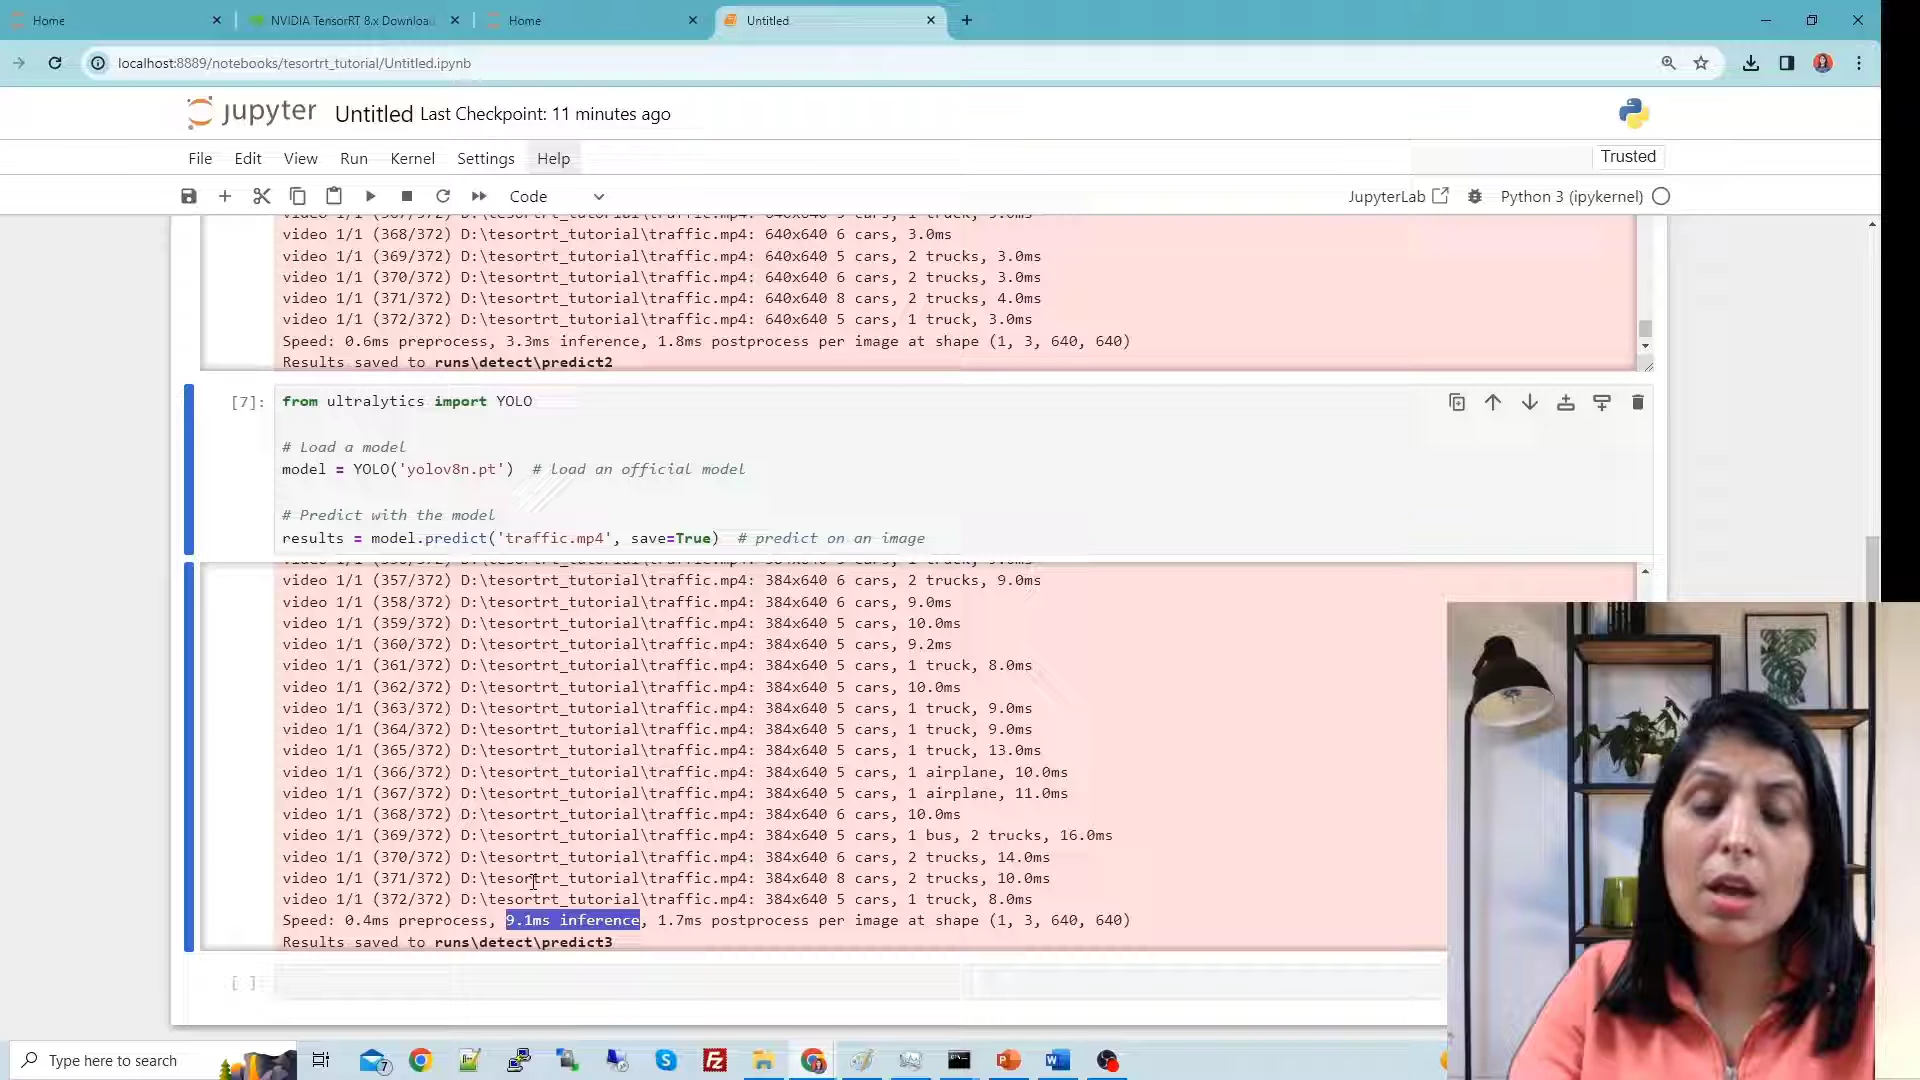 Home
NVIDIA TensorRT 8.x Downloa
Home
Untitled
localhost:8889/notebooks/tesortrt_tutorial/Untitled.ipynb
jupyter Untitled Last Checkpoint: 11 minutes ago
File Edit View Run Kernel Settings Help
Trusted
Code
JupyterLab
Python 3 (ipykernel)
video 1/1 (367/372) D:\tesortrt_tutorial\traffic.mp4: 640x640 5 cars, 1 truck, 3.0ms
video 1/1 (368/372) D:\tesortrt_tutorial\traffic.mp4: 640x640 6 cars, 3.0ms
video 1/1 (369/372) D:\tesortrt_tutorial\traffic.mp4: 640x640 5 cars, 2 trucks, 3.0ms
video 1/1 (370/372) D:\tesortrt_tutorial\traffic.mp4: 640x640 6 cars, 2 trucks, 3.0ms
video 1/1 (371/372) D:\tesortrt_tutorial\traffic.mp4: 640x640 8 cars, 2 trucks, 4.0ms
video 1/1 (372/372) D:\tesortrt_tutorial\traffic.mp4: 640x640 5 cars, 1 truck, 3.0ms
Speed: 0.6ms preprocess, 3.3ms inference, 1.8ms postprocess per image at shape (1, 3, 640, 640)
Results saved to runs\detect\predict2
[7]:
from ultralytics import YOLO
# Load a model
model = YOLO('yolov8n.pt')  # load an official model
# Predict with the model
results = model.predict('traffic.mp4', save=True)  # predict on an image
video 1/1 (357/372) D:\tesortrt_tutorial\traffic.mp4: 384x640 6 cars, 2 trucks, 9.0ms
video 1/1 (358/372) D:\tesortrt_tutorial\traffic.mp4: 384x640 6 cars, 9.0ms
video 1/1 (359/372) D:\tesortrt_tutorial\traffic.mp4: 384x640 5 cars, 10.0ms
video 1/1 (360/372) D:\tesortrt_tutorial\traffic.mp4: 384x640 5 cars, 9.2ms
video 1/1 (361/372) D:\tesortrt_tutorial\traffic.mp4: 384x640 5 cars, 1 truck, 8.0ms
video 1/1 (362/372) D:\tesortrt_tutorial\traffic.mp4: 384x640 5 cars, 10.0ms
video 1/1 (363/372) D:\tesortrt_tutorial\traffic.mp4: 384x640 5 cars, 1 truck, 9.0ms
video 1/1 (364/372) D:\tesortrt_tutorial\traffic.mp4: 384x640 5 cars, 1 truck, 9.0ms
video 1/1 (365/372) D:\tesortrt_tutorial\traffic.mp4: 384x640 5 cars, 1 truck, 13.0ms
video 1/1 (366/372) D:\tesortrt_tutorial\traffic.mp4: 384x640 5 cars, 1 airplane, 10.0ms
video 1/1 (367/372) D:\tesortrt_tutorial\traffic.mp4: 384x640 5 cars, 1 airplane, 11.0ms
video 1/1 (368/372) D:\tesortrt_tutorial\traffic.mp4: 384x640 6 cars, 10.0ms
video 1/1 (369/372) D:\tesortrt_tutorial\traffic.mp4: 384x640 5 cars, 1 bus, 2 trucks, 16.0ms
video 1/1 (370/372) D:\tesortrt_tutorial\traffic.mp4: 384x640 6 cars, 2 trucks, 14.0ms
video 1/1 (371/372) D:\tesortrt_tutorial\traffic.mp4: 384x640 8 cars, 2 trucks, 10.0ms
video 1/1 (372/372) D:\tesortrt_tutorial\traffic.mp4: 384x640 5 cars, 1 truck, 8.0ms
Speed: 0.4ms preprocess, 9.1ms inference, 1.7ms postprocess per image at shape (1, 3, 640, 640)
Results saved to runs\detect\predict3
[ ]:
Type here to search
7